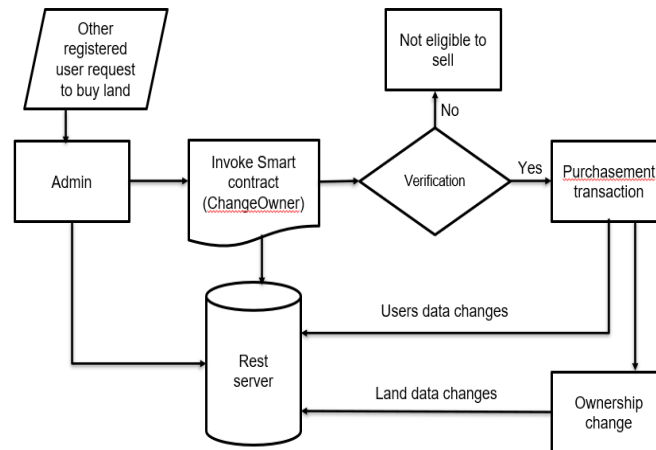 Other
registered
user request
to buy land
Not eligible to
sell
No
Admin
Invoke Smart
contract
(ChangeOwner)
Verification
Yes
Purchasement
transaction
Users data changes
Rest
server
Land data changes
Ownership
change